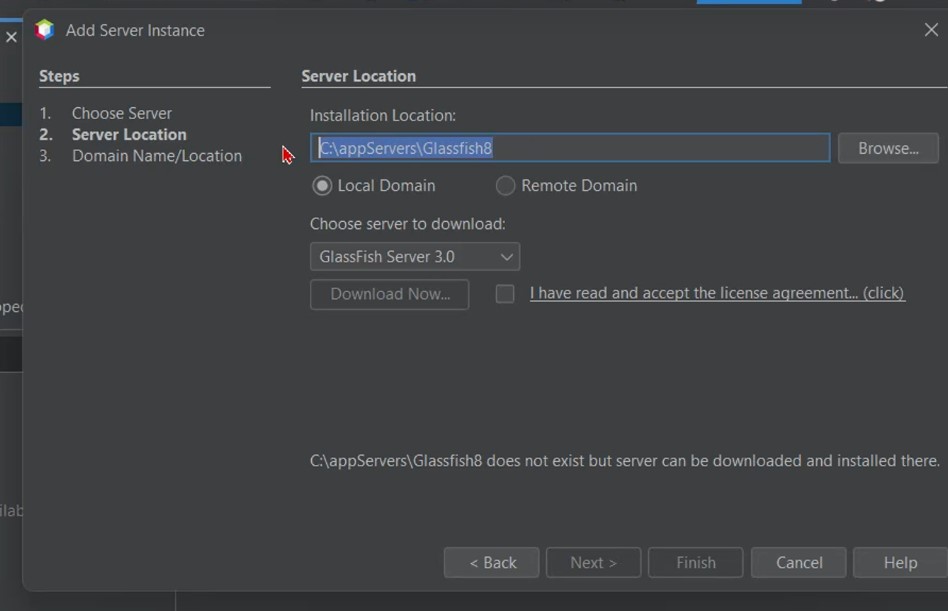 Add Server Instance
Steps
1. Choose Server
2. Server Location
3. Domain Name/Location
Server Location
Installation Location:
C:\appServers\Glassfish8
Browse...
Local Domain
Remote Domain
Choose server to download:
GlassFish Server 3.0
Download Now...
I have read and accept the license agreement... (click)
C:\appServers\Glassfish8 does not exist but server can be downloaded and installed there.
< Back
Next >
Finish
Cancel
Help